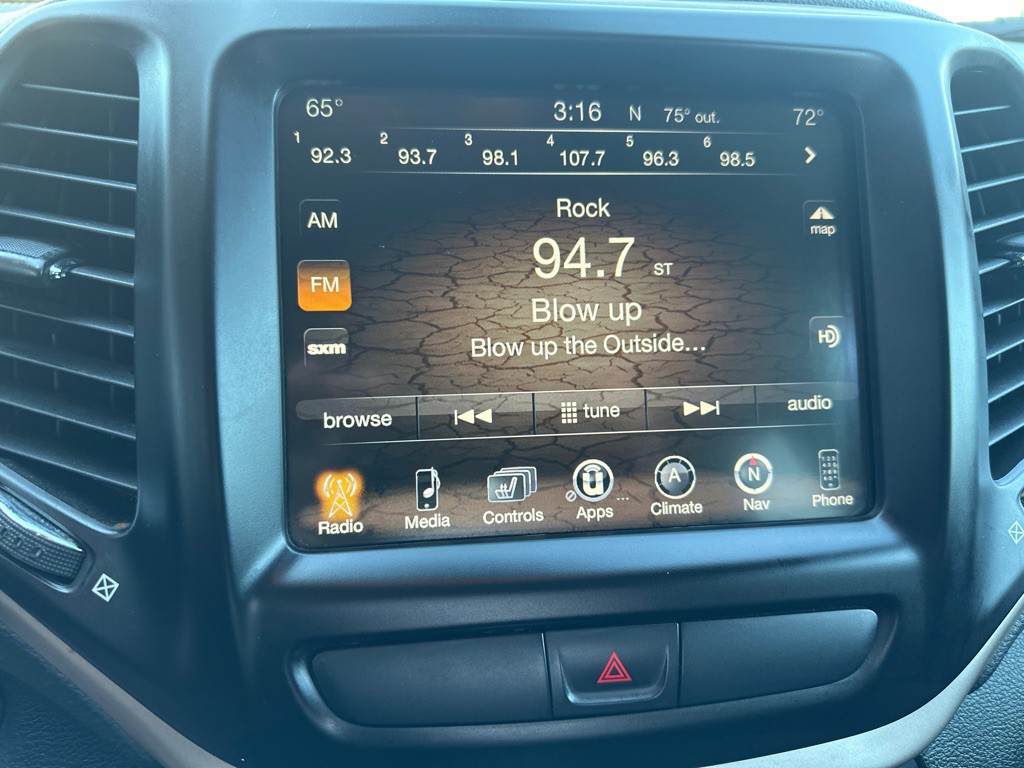 65° 3:16 N 75° out. 72°
1 92.3 2 93.7 3 98.1 4 107.7 5 96.3 6 98.5
AM
FM
sxm
Rock
94.7 ST
Blow up
Blow up the Outside...
map
HD
browse tune audio
Radio Media Controls Apps ... Climate Nav Phone
A
N